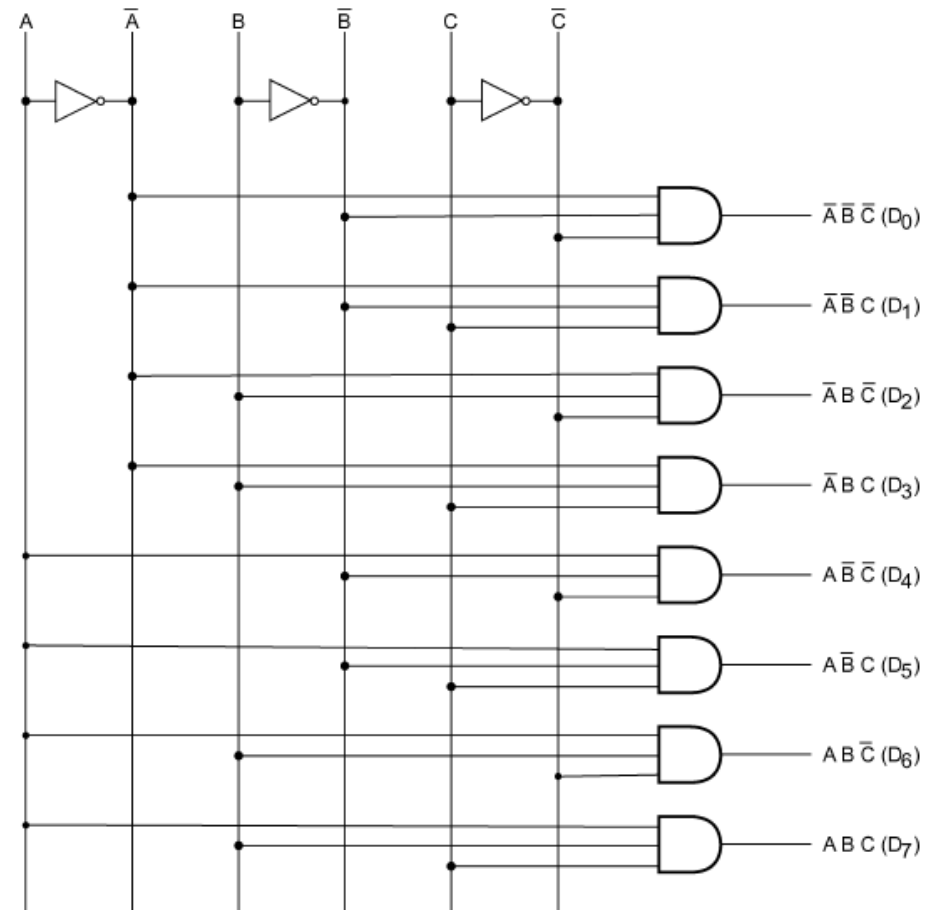 A A̅ B B̅ C C̅
A̅ B̅ C̅ (D₀)
A̅ B̅ C (D₁)
A̅ B C̅ (D₂)
A̅ B C (D₃)
A B̅ C̅ (D₄)
A B̅ C (D₅)
A B C̅ (D₆)
A B C (D₇)